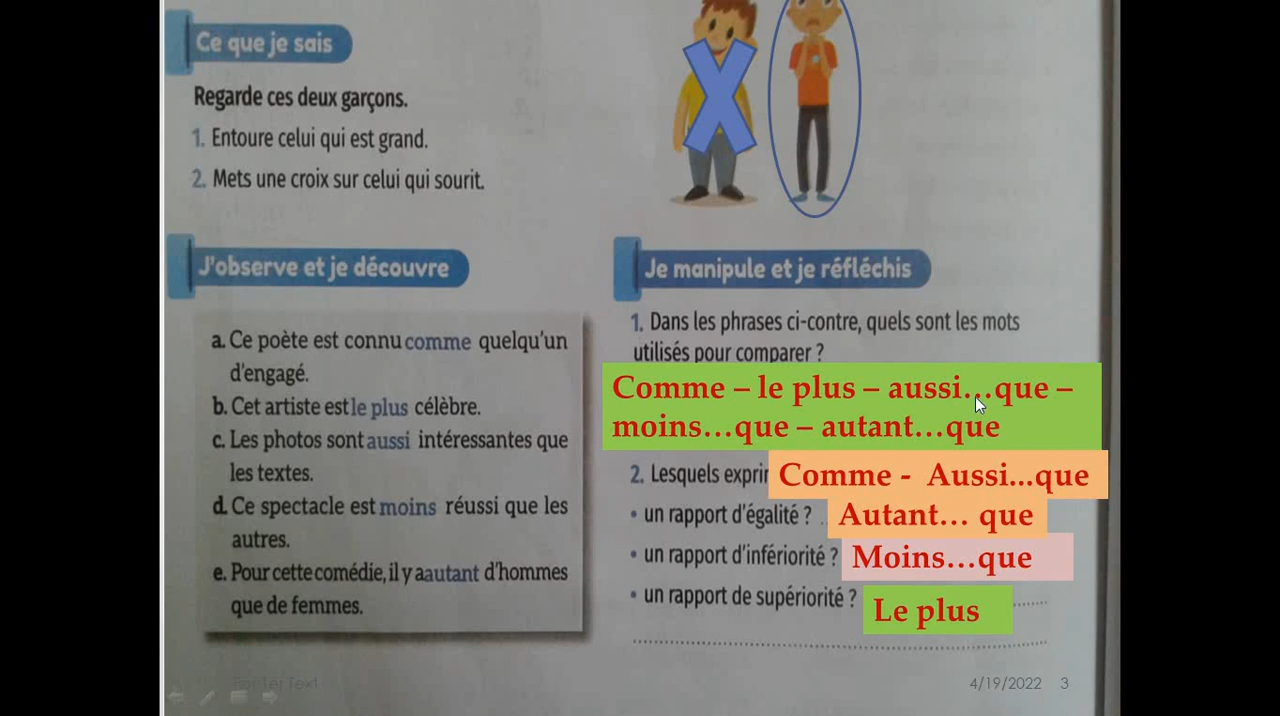 Ce que je sais
Regarde ces deux garçons.
1. Entoure celui qui est grand.
2. Mets une croix sur celui qui sourit.
J'observe et je découvre
a. Ce poète est connu comme quelqu'un
d'engagé.
b. Cet artiste est le plus célèbre.
c. Les photos sont aussi intéressantes que
les textes.
d. Ce spectacle est moins réussi que les
autres.
e. Pour cette comédie, il y a autant d'hommes
que de femmes.
Je manipule et je réfléchis
1. Dans les phrases ci-contre, quels sont les mots
utilisés pour comparer ?
Comme – le plus – aussi...que –
moins...que – autant...que
2. Lesquels expri
Comme - Aussi...que
• un rapport d'égalité ?
Autant... que
• un rapport d'infériorité ?
Moins...que
• un rapport de supériorité ?
Le plus
4/19/2022 3